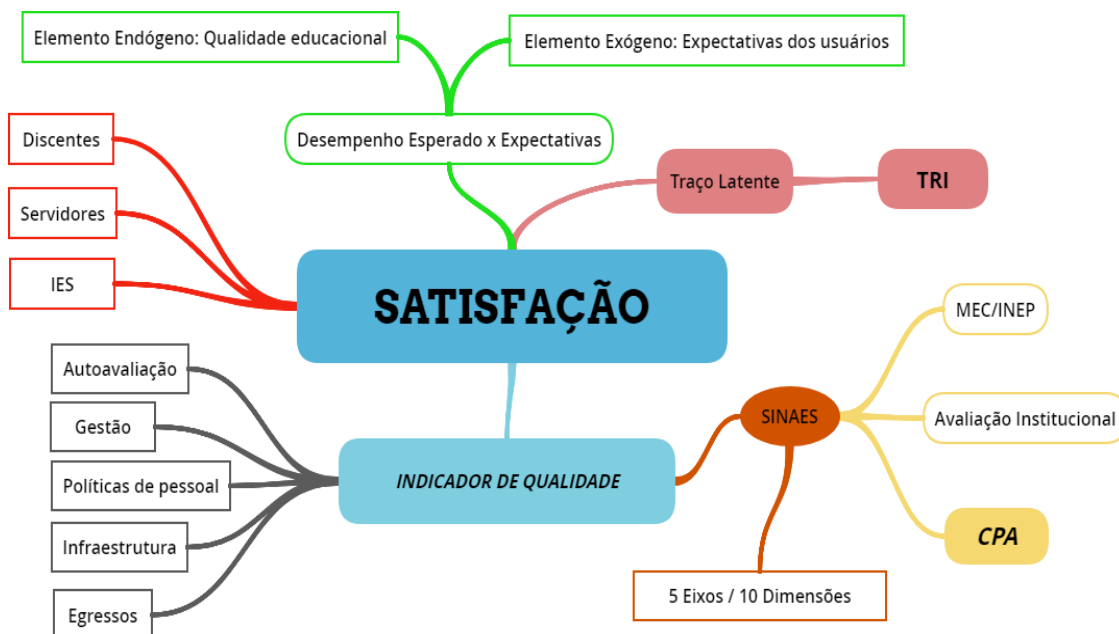 Elemento Endógeno: Qualidade educacional
Elemento Exógeno: Expectativas dos usuários
Desempenho Esperado x Expectativas
Discentes
Servidores
IES
Traço Latente
TRI
SATISFAÇÃO
MEC/INEP
Avaliação Institucional
CPA
SINAES
5 Eixos / 10 Dimensões
INDICADOR DE QUALIDADE
Autoavaliação
Gestão
Políticas de pessoal
Infraestrutura
Egressos